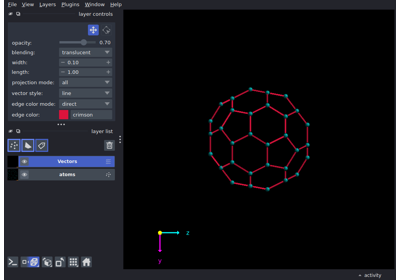 File View Layers Plugins Window Help
layer controls
opacity: 0.70
blending: translucent
width: 0.10
length: 1.00
projection mode: all
vector style: line
edge color mode: direct
edge color: crimson
layer list
Vectors
atoms
z
y
activity